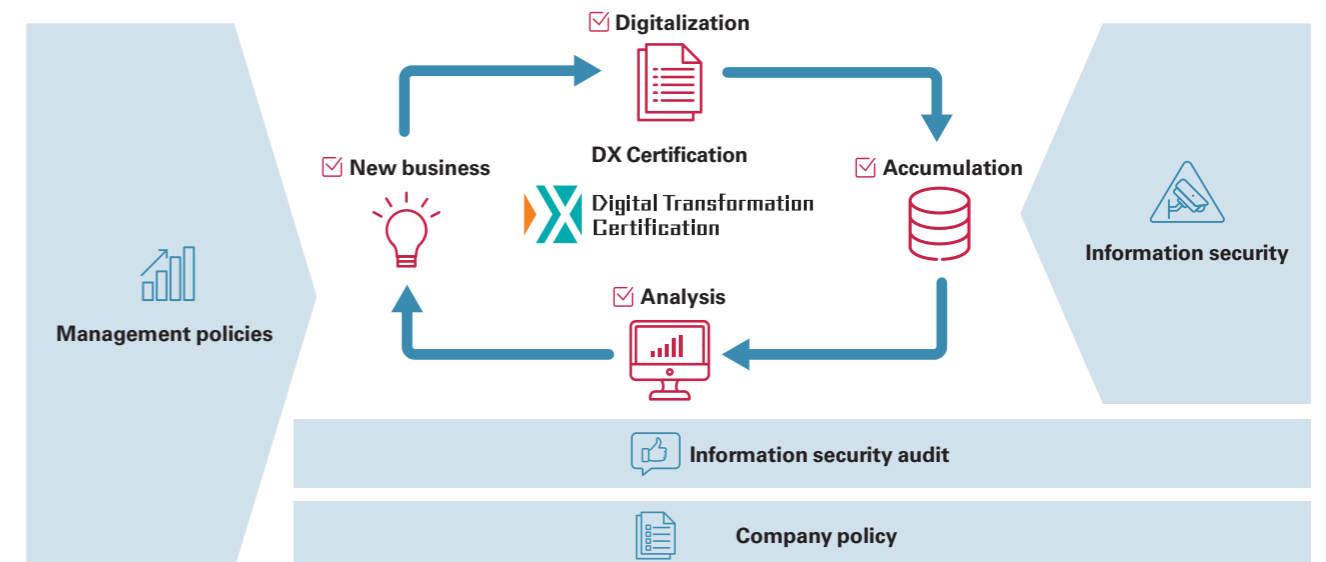 Digitalization
DX Certification
New business
Accumulation
Digital Transformation
Certification
Information security
Analysis
Management policies
Information security audit
Company policy